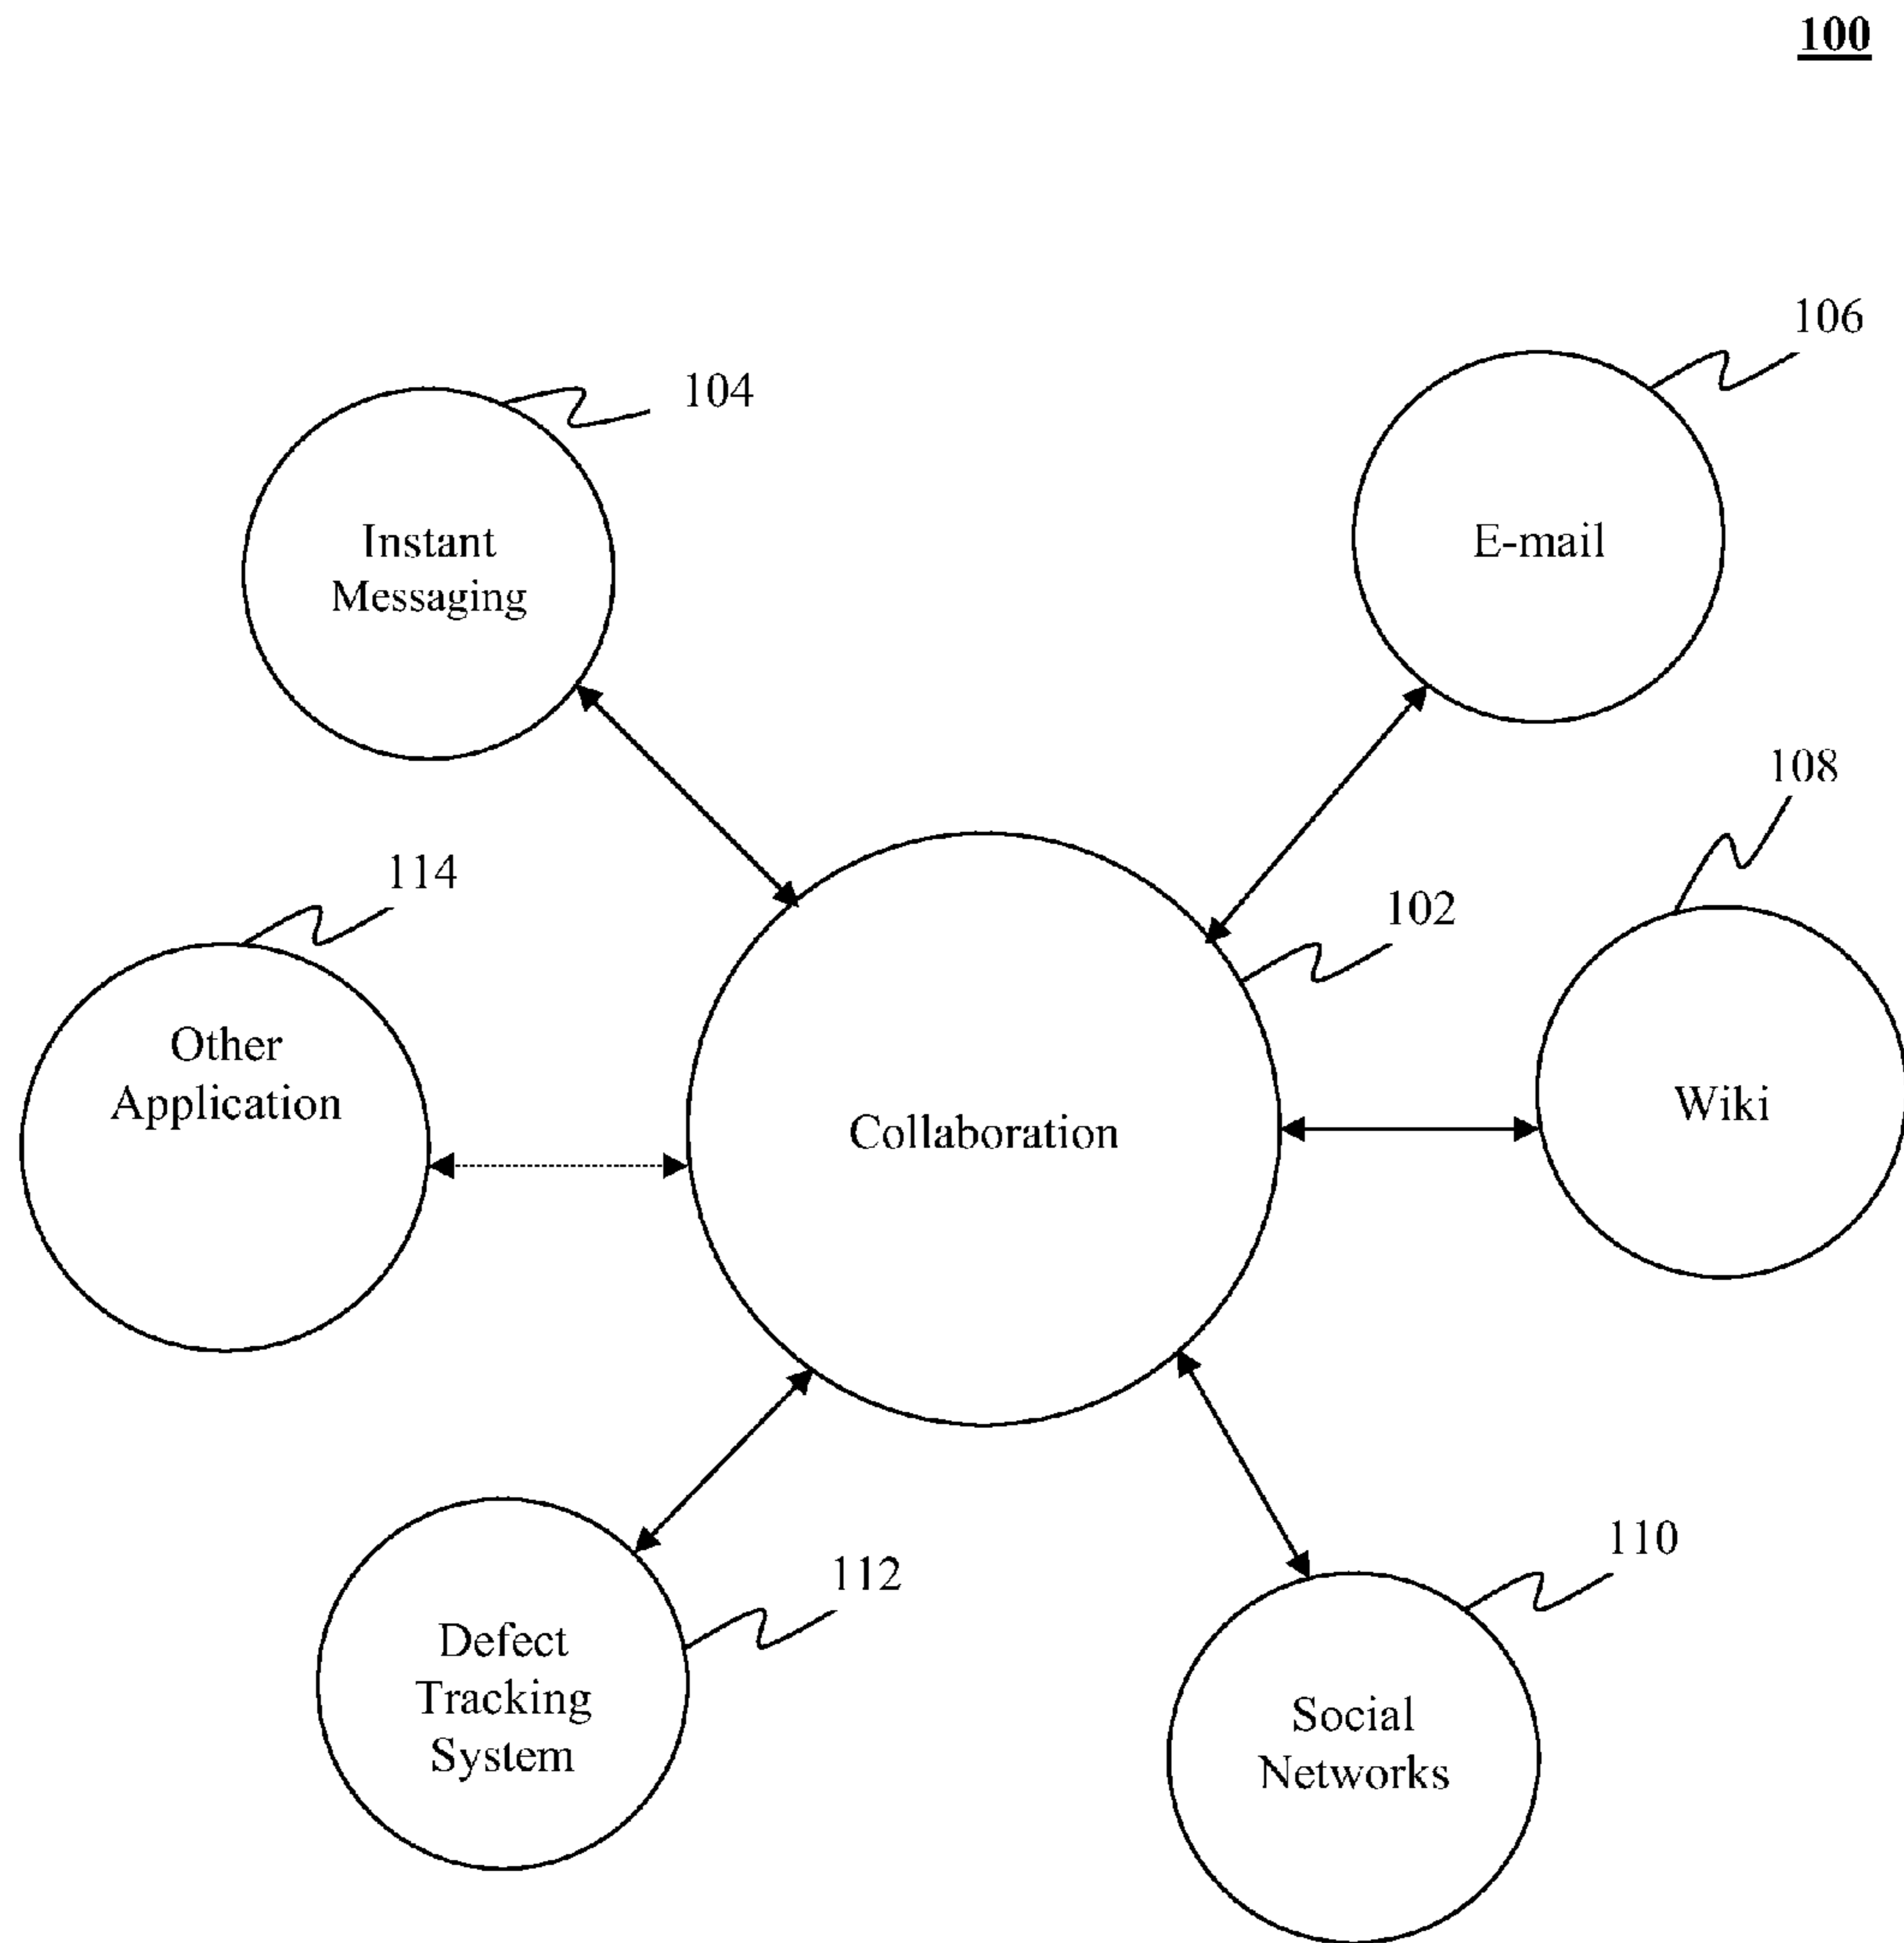 100
106
104
Instant
Messaging
E-mail
108
114
102
Other
Application
Wiki
Collaboration
110
112
Defect
Tracking
System
Social
Networks